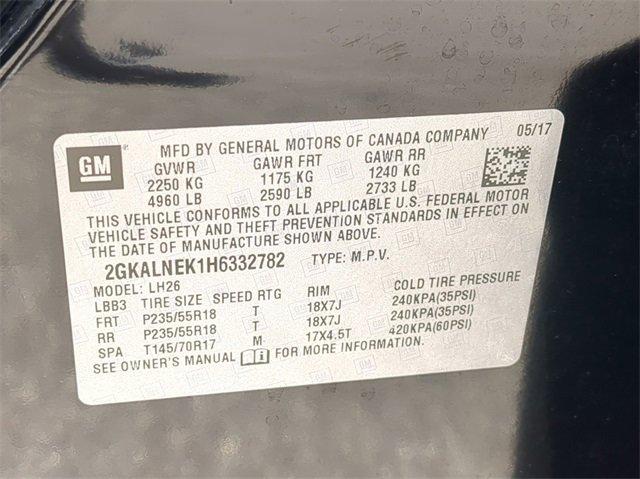 GM
MFD BY GENERAL MOTORS OF CANADA COMPANY 05/17
GVWR GAWR FRT GAWR RR
2250 KG 1175 KG 1240 KG
4960 LB 2590 LB 2733 LB
THIS VEHICLE CONFORMS TO ALL APPLICABLE U.S. FEDERAL MOTOR
VEHICLE SAFETY AND THEFT PREVENTION STANDARDS IN EFFECT ON
THE DATE OF MANUFACTURE SHOWN ABOVE.
2GKALNEK1H6332782 TYPE: M.P.V.
MODEL: LH26
LBB3 TIRE SIZE SPEED RTG RIM COLD TIRE PRESSURE
FRT P235/55R18 T 18X7J 240KPA(35PSI)
RR P235/55R18 T 18X7J 240KPA(35PSI)
SPA T145/70R17 M 17X4.5T 420KPA(60PSI)
SEE OWNER'S MANUAL FOR MORE INFORMATION.